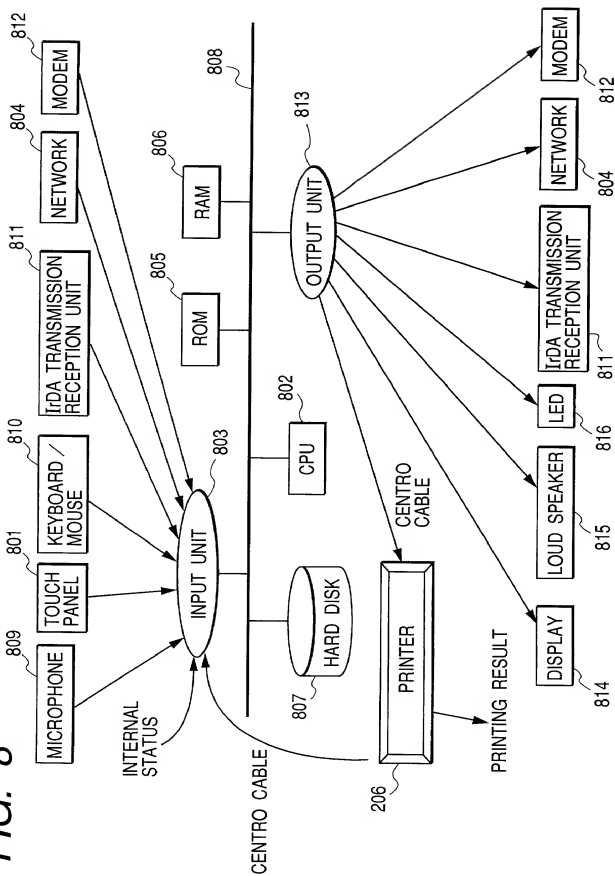 FIG. 8
809
MICROPHONE
801
TOUCH
PANEL
810
KEYBOARD /
MOUSE
811
IrDA TRANSMISSION
RECEPTION UNIT
804
NETWORK
812
MODEM
INTERNAL
STATUS
INPUT UNIT
803
CENTRO CABLE
808
HARD DISK
807
CPU
802
ROM
805
RAM
806
206
PRINTER
CENTRO
CABLE
OUTPUT UNIT
813
PRINTING RESULT
DISPLAY
814
LOUD SPEAKER
815
LED
816
IrDA TRANSMISSION
RECEPTION UNIT
811
NETWORK
804
MODEM
812